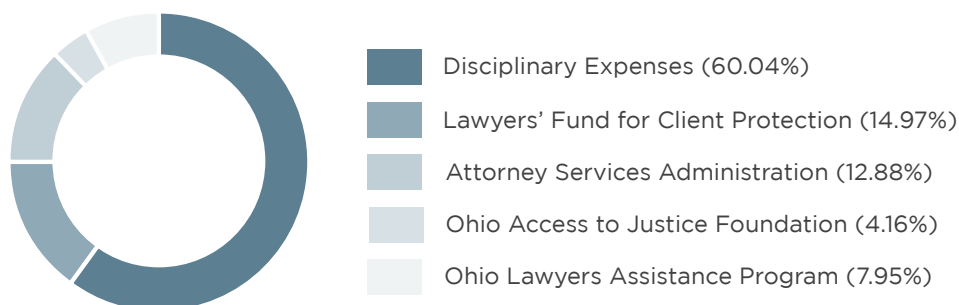 Disciplinary Expenses (60.04%)
Lawyers’ Fund for Client Protection (14.97%)
Attorney Services Administration (12.88%)
Ohio Access to Justice Foundation (4.16%)
Ohio Lawyers Assistance Program (7.95%)